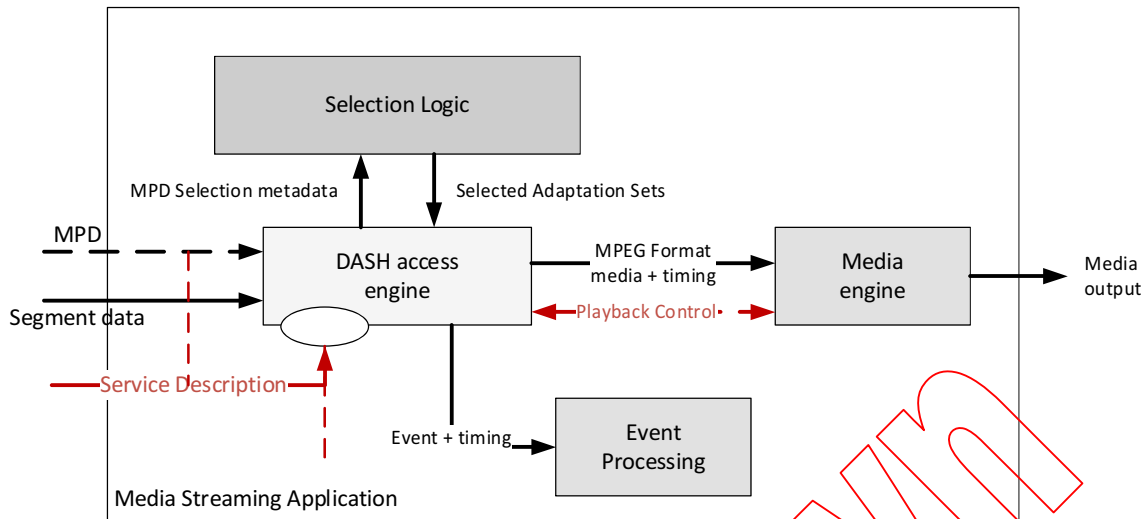 Selection Logic
MPD Selection metadata
Selected Adaptation Sets
MPD
DASH access
engine
MPEG Format
media + timing
Media
engine
Media
output
Segment data
Playback Control
Service Description
Event + timing
Event
Processing
Media Streaming Application